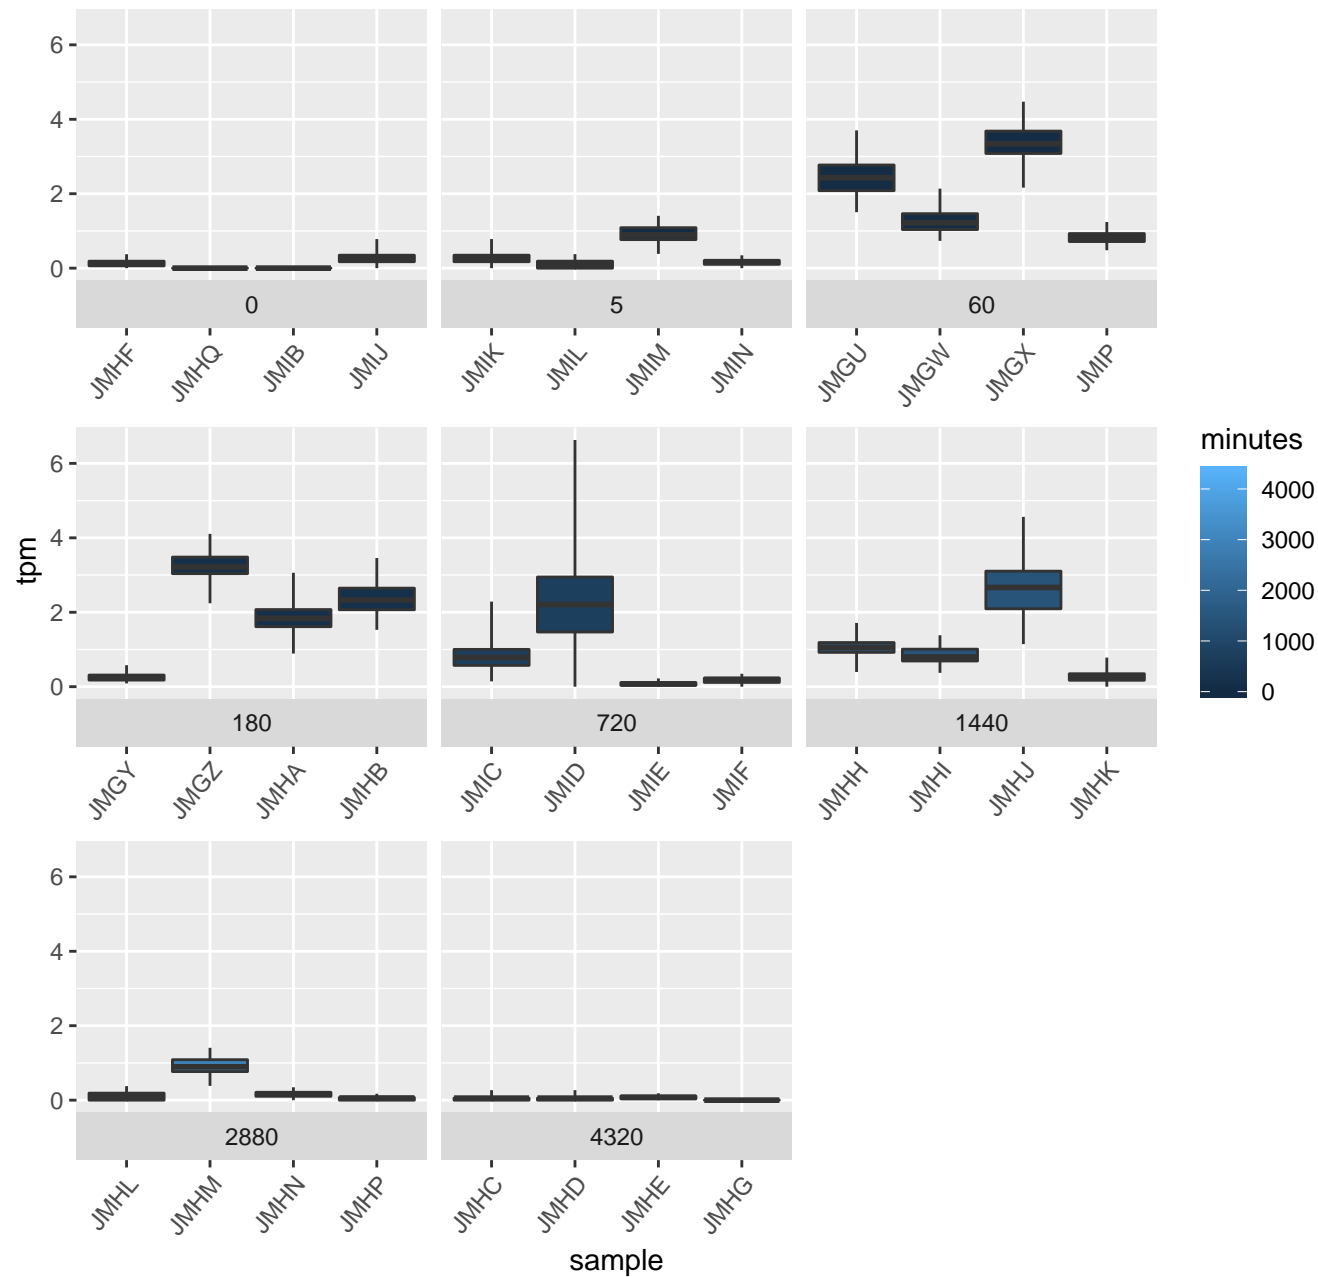 6
4
2
0
0
5
60
JMHF
JMHQ
JMIB
JMIJ
JMIK
JMIL
JMIM
JMIN
JMGU
JMGW
JMGX
JMIP
tpm
6
4
2
0
180
720
1440
JMGY
JMGZ
JMHA
JMHB
JMIC
JMID
JMIE
JMIF
JMHH
JMHI
JMHJ
JMHK
minutes
4000
3000
2000
1000
0
6
4
2
0
2880
4320
JMHL
JMHM
JMHN
JMHP
JMHC
JMHD
JMHE
JMHG
sample